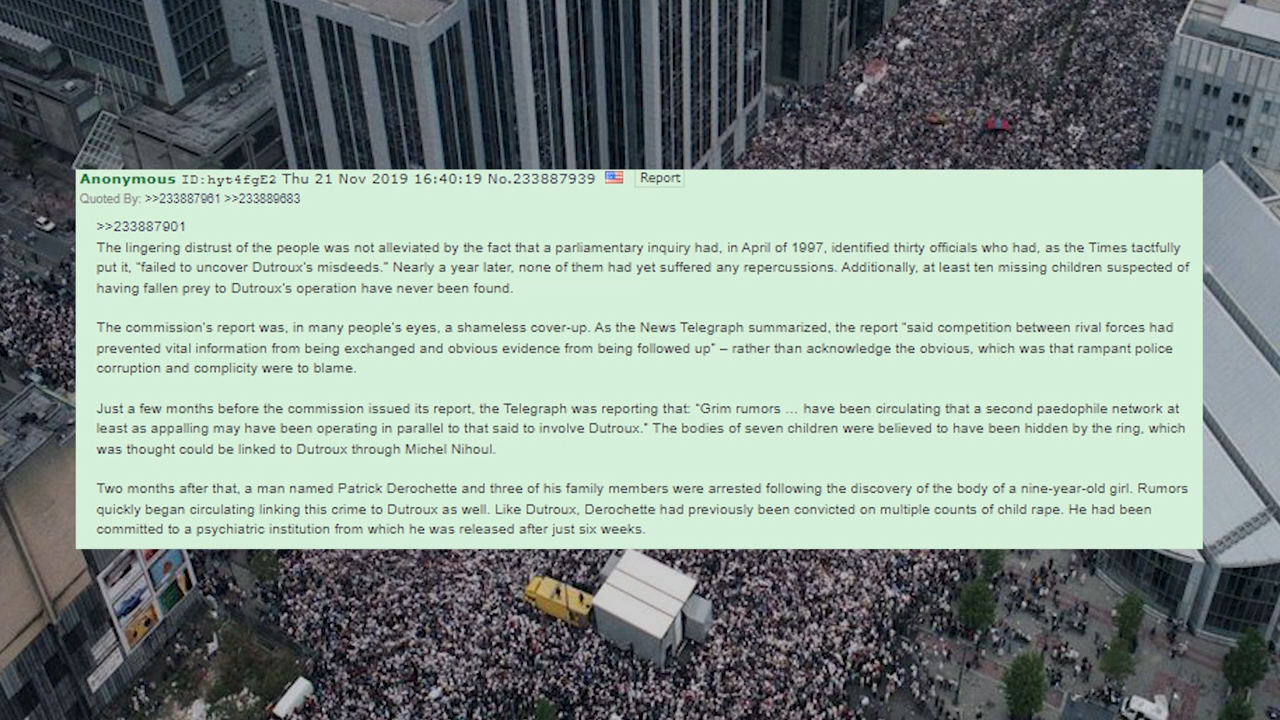 Anonymous ID:hyt4fgE2 Thu 21 Nov 2019 16:40:19 No.233887939 Report
Quoted By: >>233887961 >>233889683
>>233887901
The lingering distrust of the people was not alleviated by the fact that a parliamentary inquiry had, in April of 1997, identified thirty officials who had, as the Times tactfully
put it, "failed to uncover Dutroux's misdeeds." Nearly a year later, none of them had yet suffered any repercussions. Additionally, at least ten missing children suspected of
having fallen prey to Dutroux's operation have never been found.
The commission's report was, in many people's eyes, a shameless cover-up. As the News Telegraph summarized, the report "said competition between rival forces had
prevented vital information from being exchanged and obvious evidence from being followed up" – rather than acknowledge the obvious, which was that rampant police
corruption and complicity were to blame.
Just a few months before the commission issued its report, the Telegraph was reporting that: "Grim rumors … have been circulating that a second paedophile network at
least as appalling may have been operating in parallel to that said to involve Dutroux." The bodies of seven children were believed to have been hidden by the ring, which
was thought could be linked to Dutroux through Michel Nihoul.
Two months after that, a man named Patrick Derochette and three of his family members were arrested following the discovery of the body of a nine-year-old girl. Rumors
quickly began circulating linking this crime to Dutroux as well. Like Dutroux, Derochette had previously been convicted on multiple counts of child rape. He had been
committed to a psychiatric institution from which he was released after just six weeks.